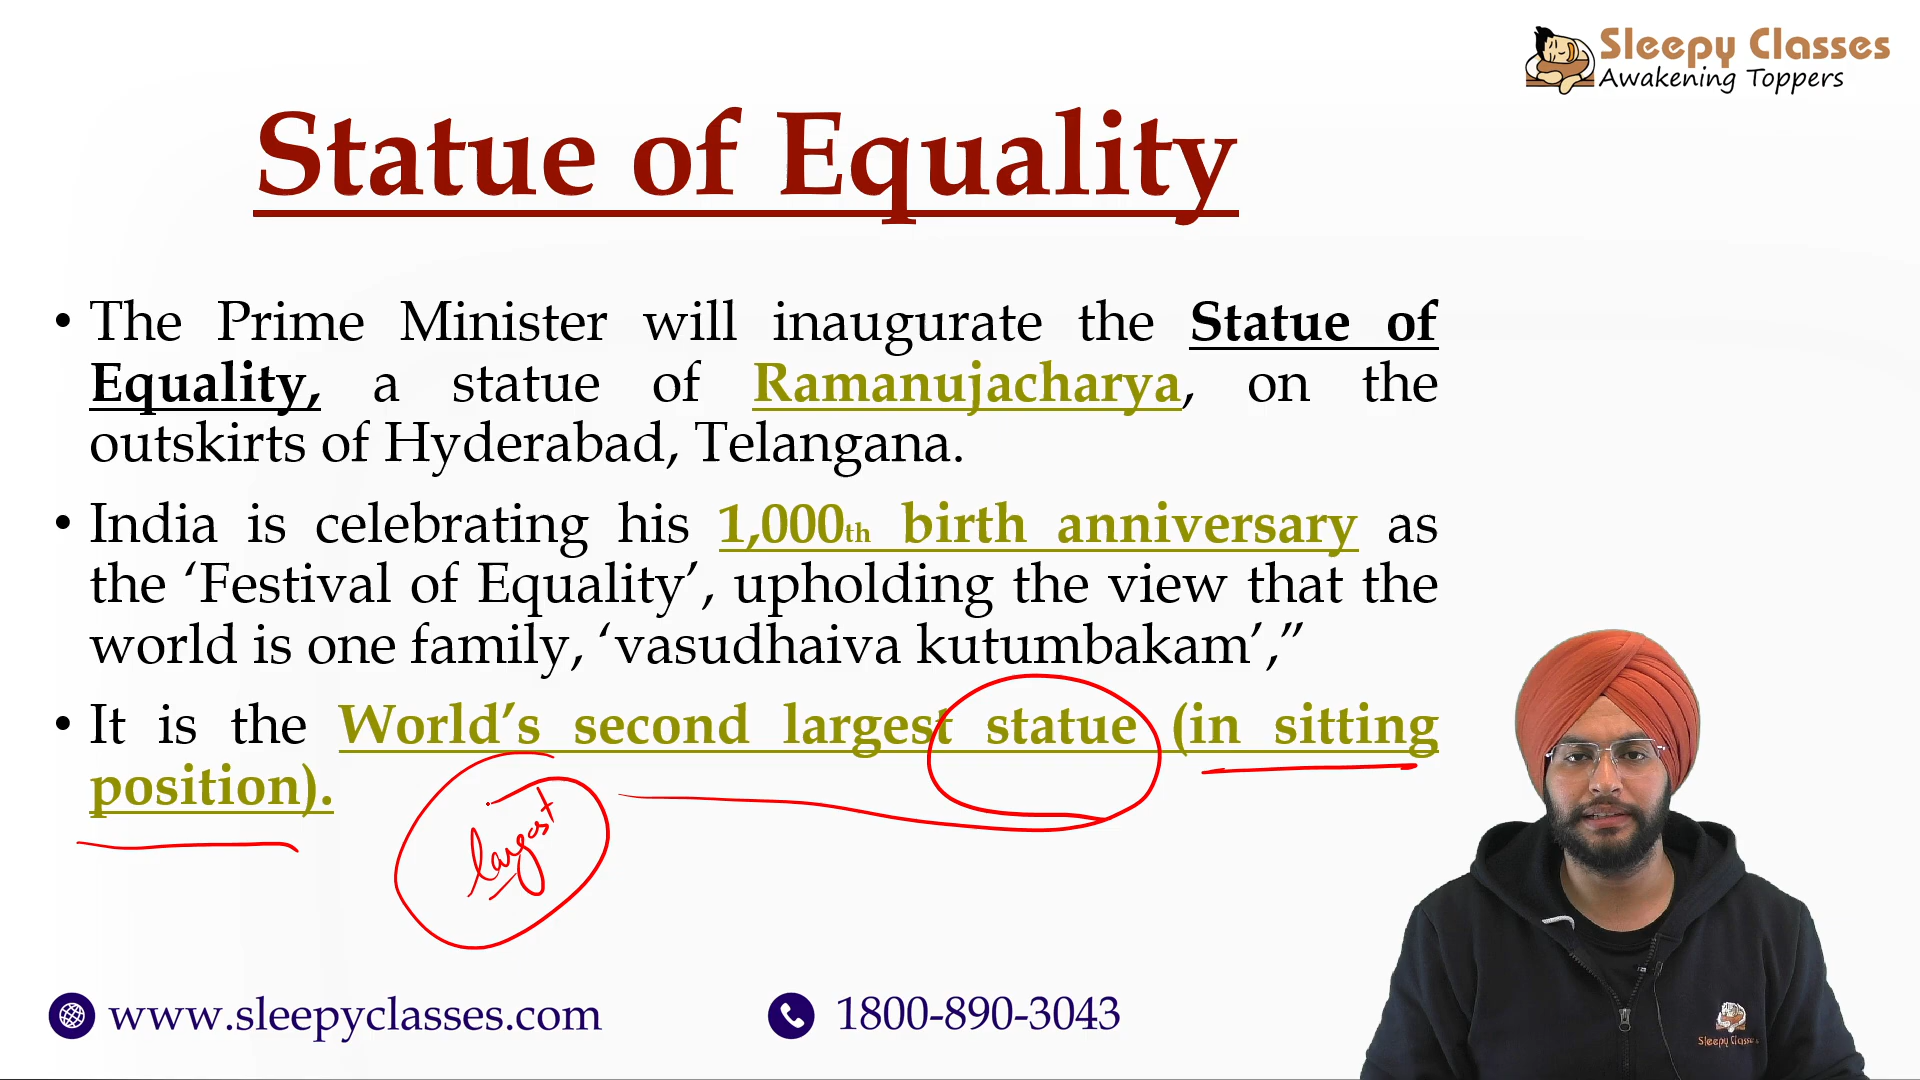 Sleepy Classes
Awakening Toppers
Statue of Equality
• The Prime Minister will inaugurate the Statue of
Equality, a statue of Ramanujacharya, on the
outskirts of Hyderabad, Telangana.
• India is celebrating his 1,000th birth anniversary as
the ‘Festival of Equality’, upholding the view that the
world is one family, ‘vasudhaiva kutumbakam’,”
• It is the World’s second largest statue (in sitting
position).
largest
www.sleepyclasses.com
1800-890-3043
Sleepy Classes